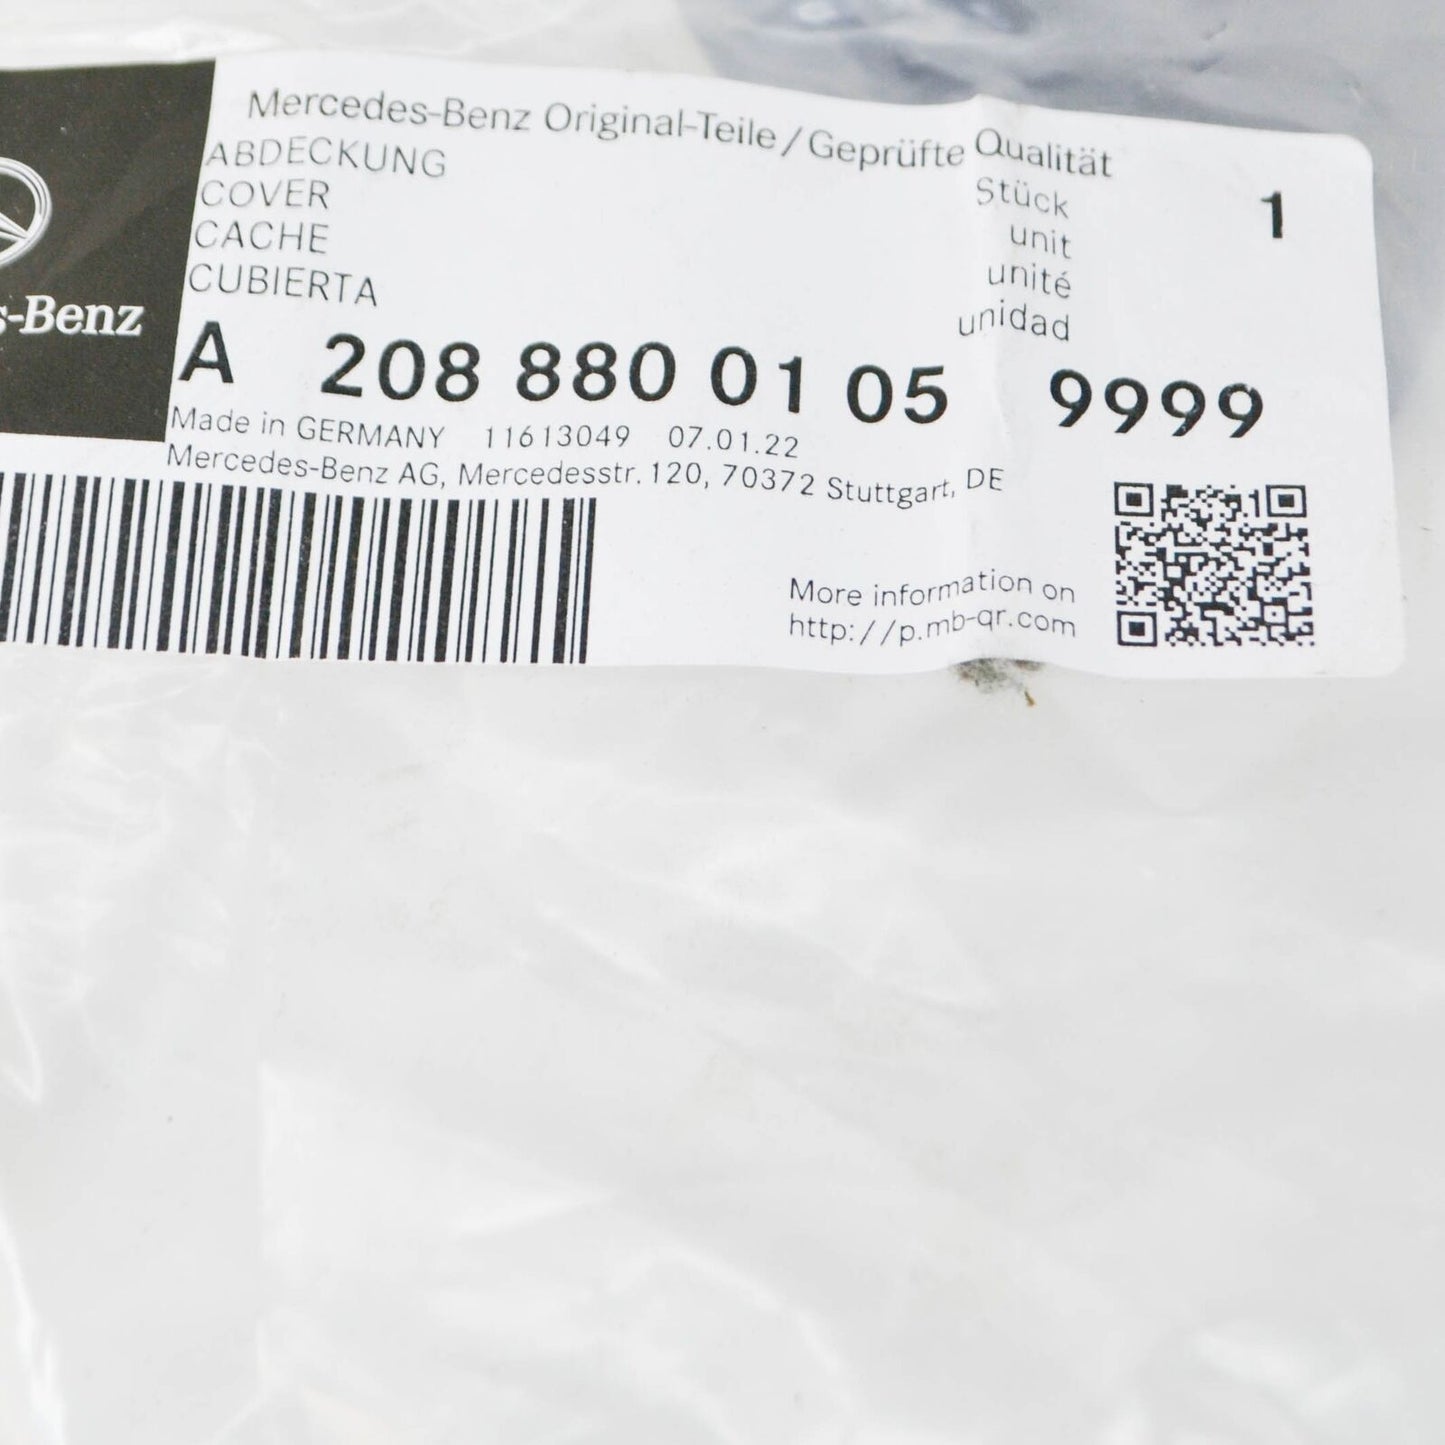 Mercedes-Benz Original-Teile / Geprüfte Qualität
ABDECKUNG
COVER
CACHE
CUBIERTA
Stück
unit
unité
unidad
1
s-Benz
A 208 880 01 05 9999
Made in GERMANY 11613049 07.01.22
Mercedes-Benz AG, Mercedesstr. 120, 70372 Stuttgart, DE
1
More information on
http://p.mb-qr.com